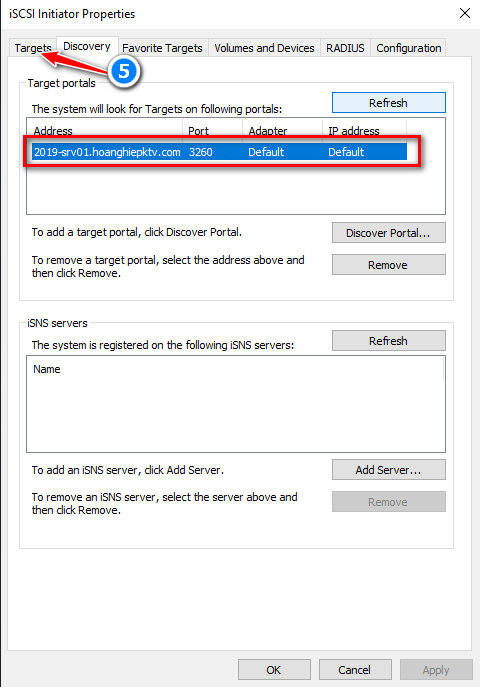 iSCSI Initiator Properties
Targets Discovery Favorite Targets Volumes and Devices RADIUS Configuration
5
Target portals
The system will look for Targets on following portals:
Refresh
Address Port Adapter IP address
2019-srv01.hoanghiepktv.com 3260 Default Default
To add a target portal, click Discover Portal.
Discover Portal...
To remove a target portal, select the address above and
then click Remove.
Remove
iSNS servers
The system is registered on the following iSNS servers:
Refresh
Name
To add an iSNS server, click Add Server.
Add Server...
To remove an iSNS server, select the server above and
then click Remove.
Remove
OK Cancel Apply